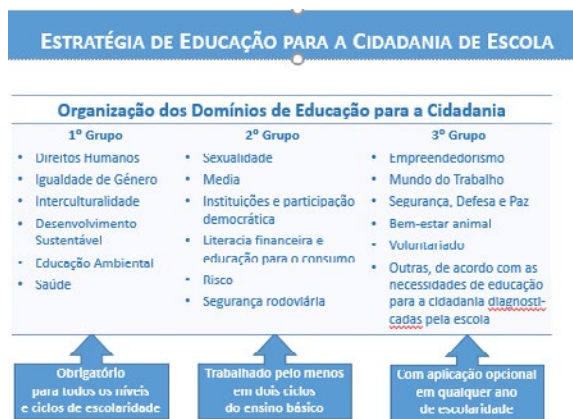 ESTRATÉGIA DE EDUCAÇÃO PARA A CIDADANIA DE ESCOLA
Organização dos Domínios de Educação para a Cidadania
1º Grupo
• Direitos Humanos
• Igualdade de Género
• Interculturalidade
• Desenvolvimento
Sustentável
• Educação Ambiental
• Saúde
2º Grupo
• Sexualidade
• Media
• Instituições e participação
democrática
• Literacia financeira e
educação para o consumo
• Risco
• Segurança rodoviária
3º Grupo
• Empreendedorismo
• Mundo do Trabalho
• Segurança, Defesa e Paz
• Bem-estar animal
• Voluntariado
• Outras, de acordo com as
necessidades de educação
para a cidadania diagnosti-
cadas pela escola
Obrigatório
para todos os níveis
e ciclos de escolaridade
Trabalhado pelo menos
em dois ciclos
do ensino básico
Com aplicação opcional
em qualquer ano
de escolaridade